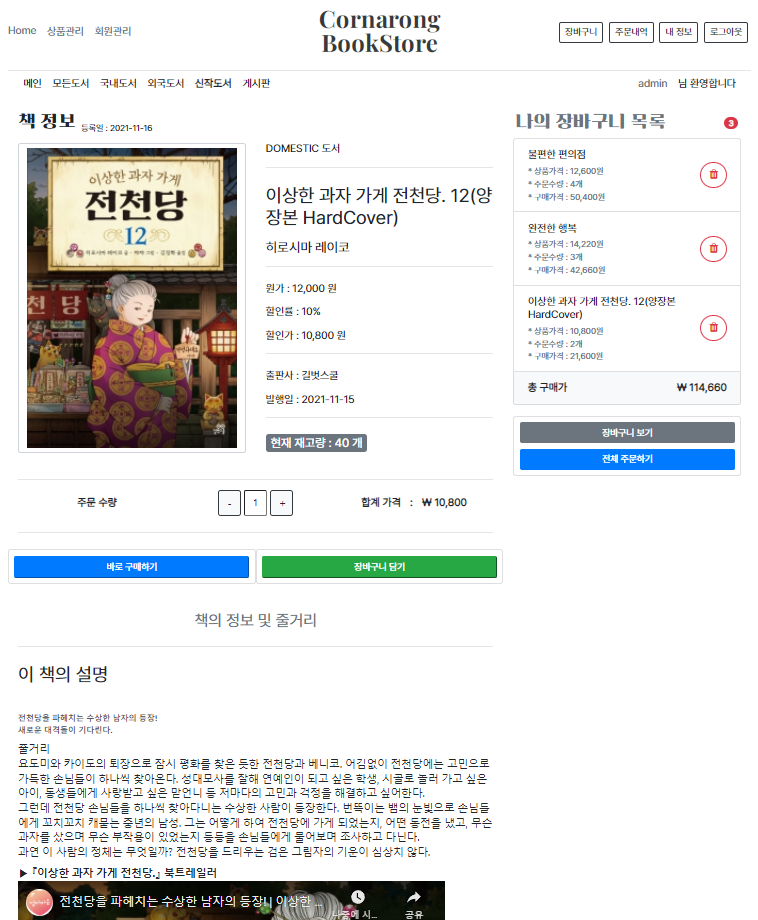 Home 상품관리 회원관리
Cornarong
BookStore
장바구니 주문내역 내 정보 로그아웃
메인 모든도서 국내도서 외국도서 신작도서 게시판
admin 님 환영합니다
책 정보 등록일 : 2021-11-16
이상한 과자 가게
전천당
12
히로시마 레이코 글
과 당
DOMESTIC 도서
이상한 과자 가게 전천당. 12(양
장본 HardCover)
히로시마 레이코
원가 : 12,000 원
할인률 : 10%
할인가 : 10,800 원
출판사 : 길벗스쿨
발행일 : 2021-11-15
현재 재고량 : 40 개
주문 수량 - 1 + 합계 가격 : ₩ 10,800
바로 구매하기 장바구니 담기
나의 장바구니 목록 3
불편한 편의점
* 상품가격 : 12,600원
* 주문수량 : 4개
* 구매가격 : 50,400원
완전한 행복
* 상품가격 : 14,220원
* 주문수량 : 3개
* 구매가격 : 42,660원
이상한 과자 가게 전천당. 12(양장본
HardCover)
* 상품가격 : 10,800원
* 주문수량 : 2개
* 구매가격 : 21,600원
총 구매가 ₩ 114,660
장바구니 보기
전체 주문하기
책의 정보 및 줄거리
이 책의 설명
전천당을 파헤치는 수상한 남자의 등장!
새로운 대격돌이 기다린다.
줄거리
요도미와 카이도의 퇴장으로 잠시 평화를 찾은 듯한 전천당과 베니코. 어김없이 전천당에는 고민으로
가득한 손님들이 하나씩 찾아온다. 성대모사를 잘해 연예인이 되고 싶은 학생, 시골로 놀러 가고 싶은
아이, 동생들에게 사랑받고 싶은 맏언니 등 저마다의 고민과 걱정을 해결하고 싶어한다.
그런데 전천당 손님들을 하나씩 찾아다니는 수상한 사람이 등장한다. 번뜩이는 뱀의 눈빛으로 손님들
에게 꼬치꼬치 캐묻는 중년의 남성. 그는 어떻게 하여 전천당에 가게 되었는지, 어떤 동전을 냈고, 무슨
과자를 샀으며 무슨 부작용이 있었는지 등등을 손님들에게 물어보며 조사하고 다닌다.
과연 이 사람의 정체는 무엇일까? 전천당을 드리우는 검은 그림자의 기운이 심상치 않다.
▶『이상한 과자 가게 전천당』 북트레일러
전천당을 파헤치는 수상한 남자의 등장! | 이상한 ...
나중에 시... 공유